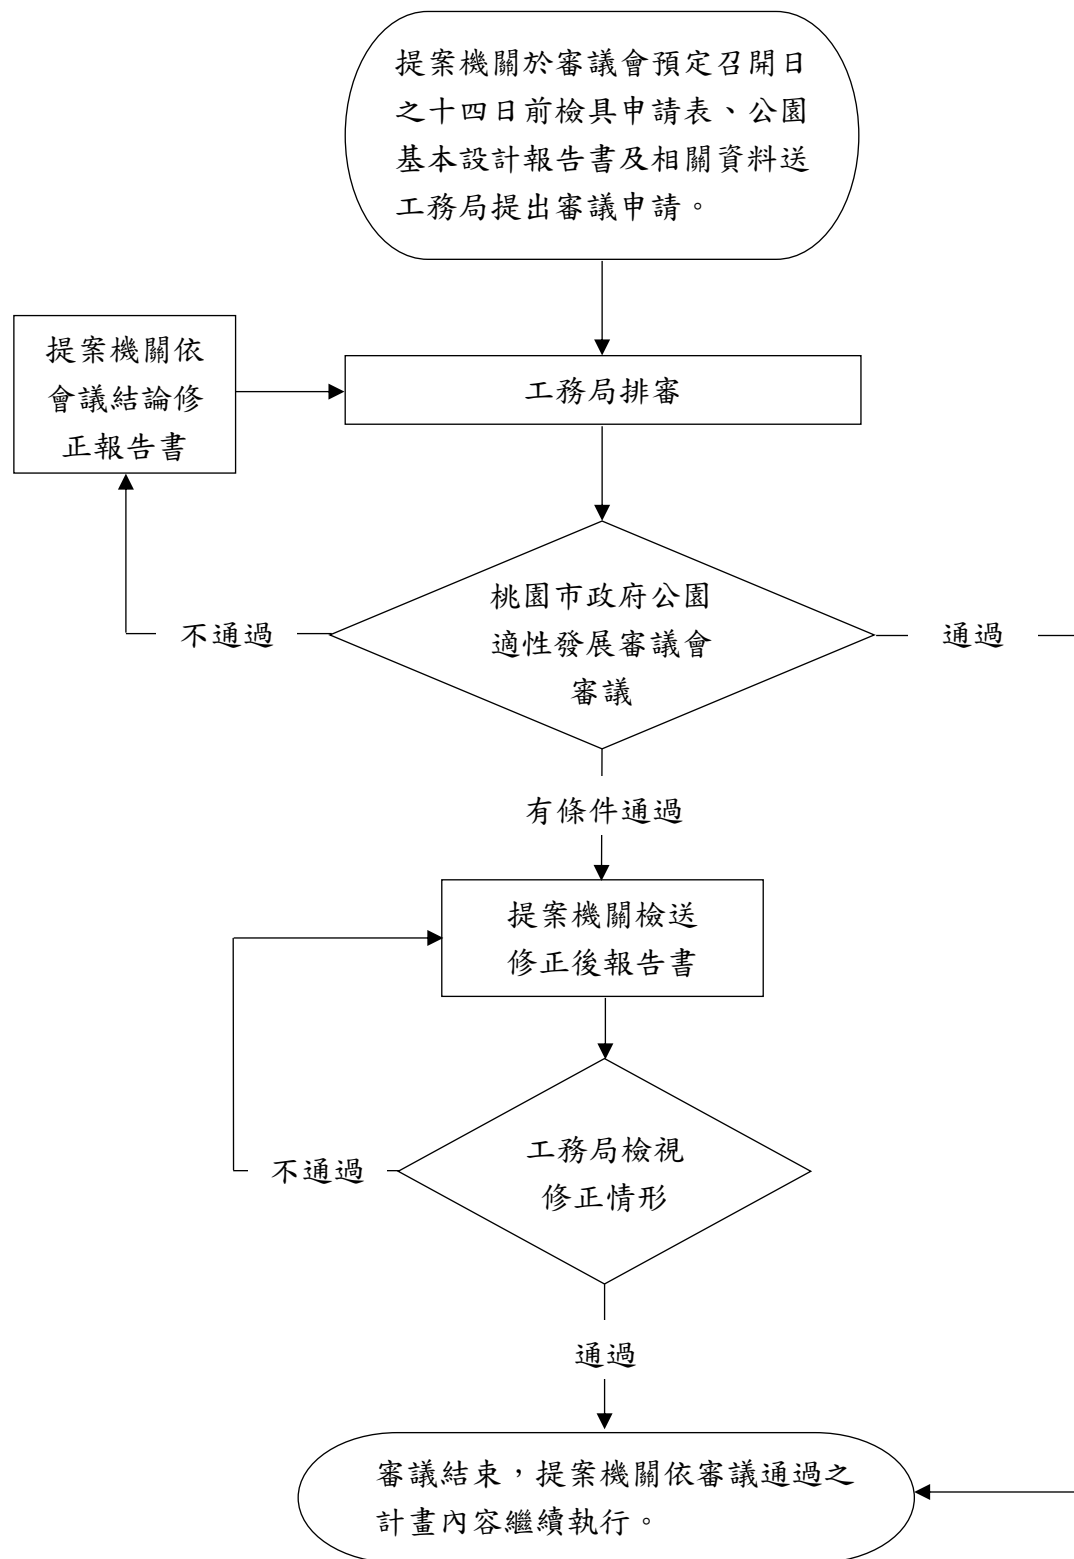 提案機關於審議會預定召開日
之十四日前檢具申請表、公園
基本設計報告書及相關資料送
工務局提出審議申請。
提案機關依
會議結論修
正報告書
工務局排審
桃園市政府公園
適性發展審議會
審議
不通過
通過
有條件通過
提案機關檢送
修正後報告書
工務局檢視
修正情形
不通過
通過
審議結束，提案機關依審議通過之
計畫內容繼續執行。